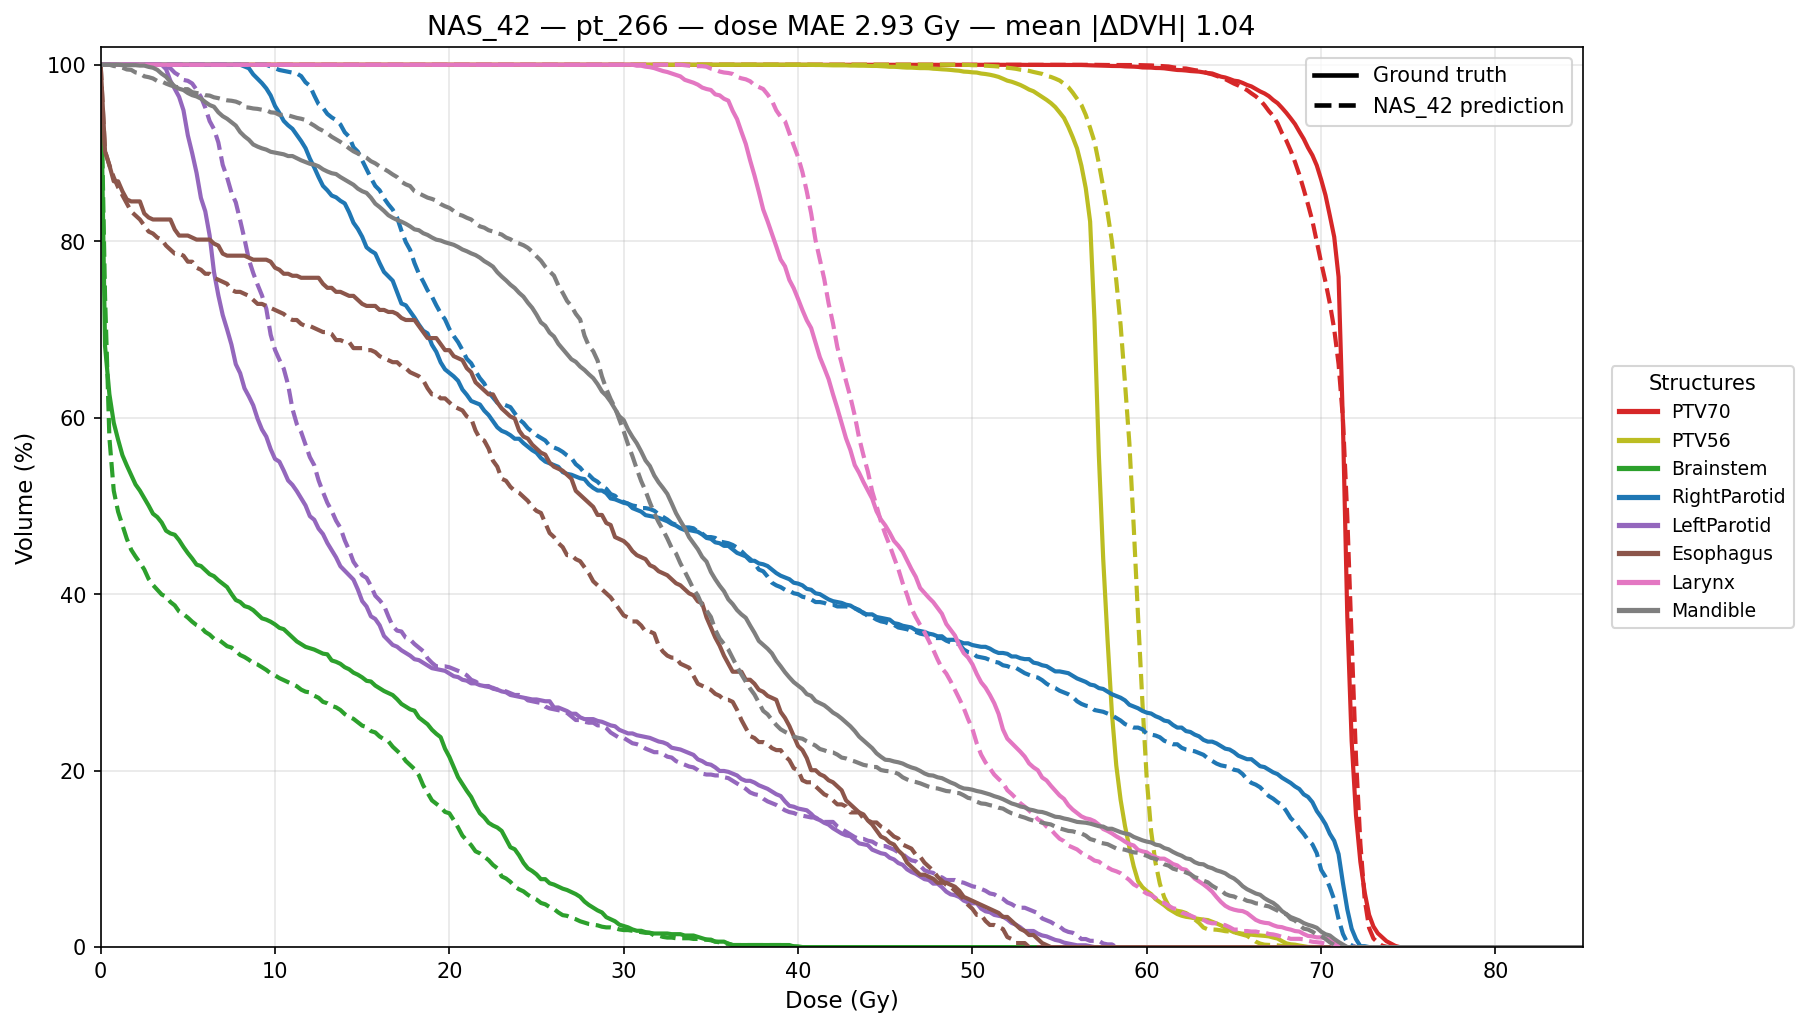 NAS_42 — pt_266 — dose MAE 2.93 Gy — mean |ΔDVH| 1.04
Ground truth
NAS_42 prediction
Volume (%)
100
80
60
40
20
0
0 10 20 30 40 50 60 70 80
Dose (Gy)
Structures
PTV70
PTV56
Brainstem
RightParotid
LeftParotid
Esophagus
Larynx
Mandible